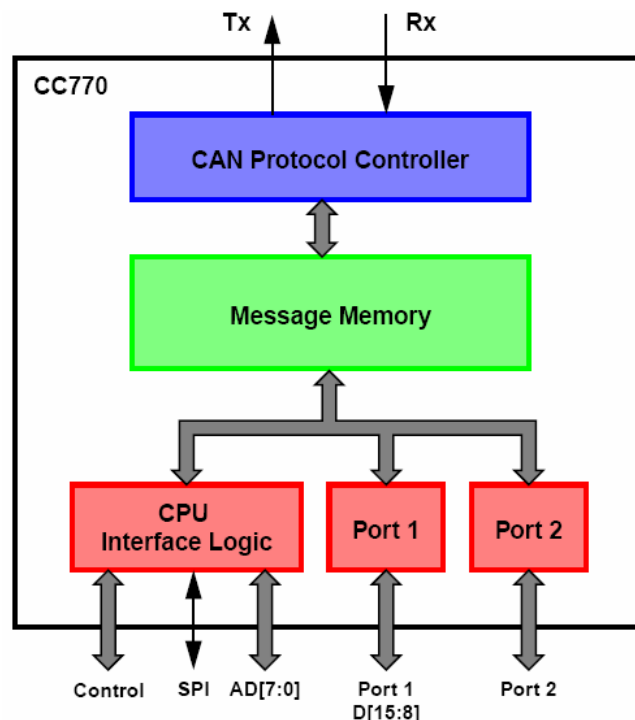 Tx
Rx
CC770
CAN Protocol Controller
Message Memory
CPU
Interface Logic
Port 1
Port 2
Control
SPI
AD[7:0]
Port 1
D[15:8]
Port 2